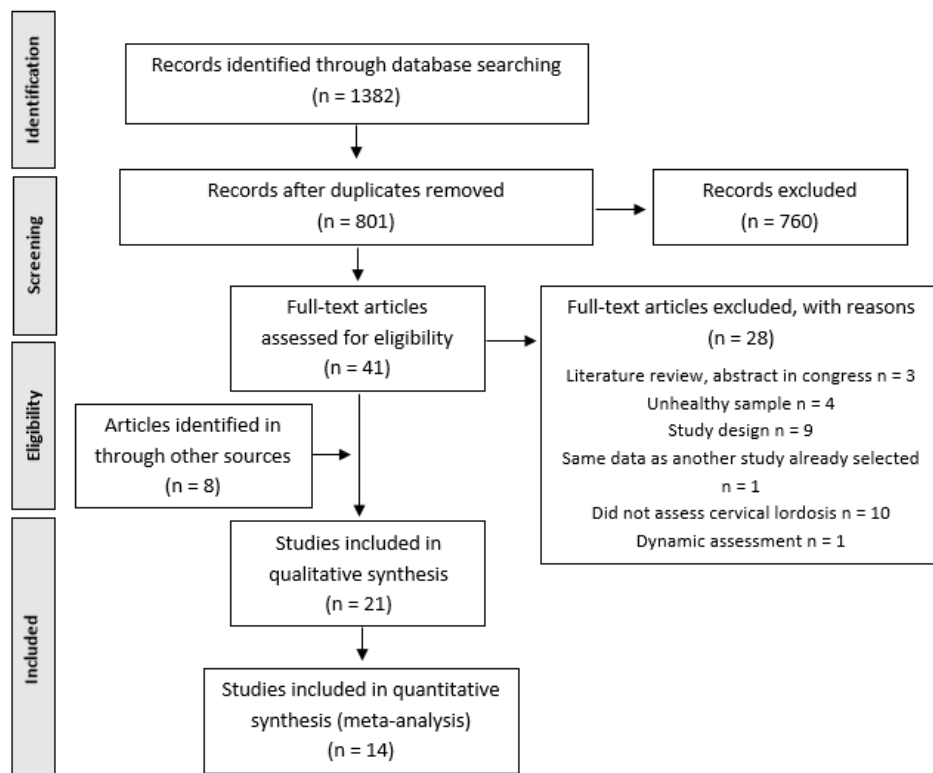 Identification
Records identified through database searching
(n = 1382)
Screening
Records after duplicates removed
(n = 801)
Records excluded
(n = 760)
Full-text articles
assessed for eligibility
(n = 41)
Full-text articles excluded, with reasons
(n = 28)
Literature review, abstract in congress n = 3
Unhealthy sample n = 4
Study design n = 9
Same data as another study already selected
n = 1
Did not assess cervical lordosis n = 10
Dynamic assessment n = 1
Eligibility
Articles identified in
through other sources
(n = 8)
Included
Studies included in
qualitative synthesis
(n = 21)
Studies included in quantitative
synthesis (meta-analysis)
(n = 14)